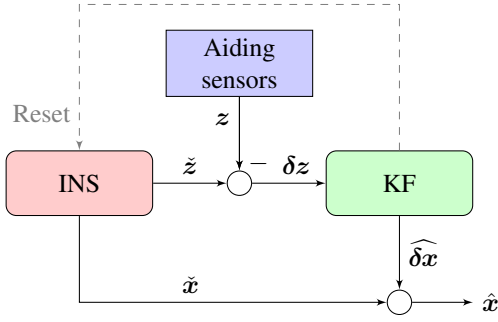 Aiding
sensors
Reset
z
−
ž
δz
INS
KF
δx̂
x̌
x̂